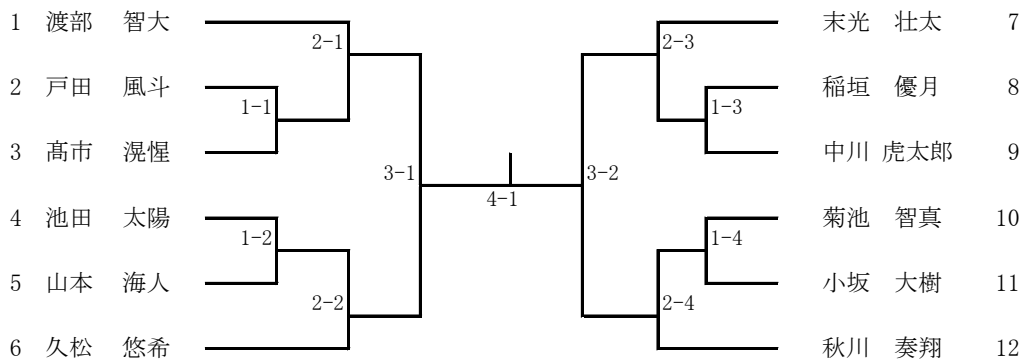 1 渡部 智大
2 戸田 風斗
3 髙市 滉惺
4 池田 太陽
5 山本 海人
6 久松 悠希
2-1
1-1
3-1
1-2
2-2
4-1
2-3
1-3
3-2
1-4
2-4
末光 壮太 7
稲垣 優月 8
中川 虎太郎 9
菊池 智真 10
小坂 大樹 11
秋川 奏翔 12